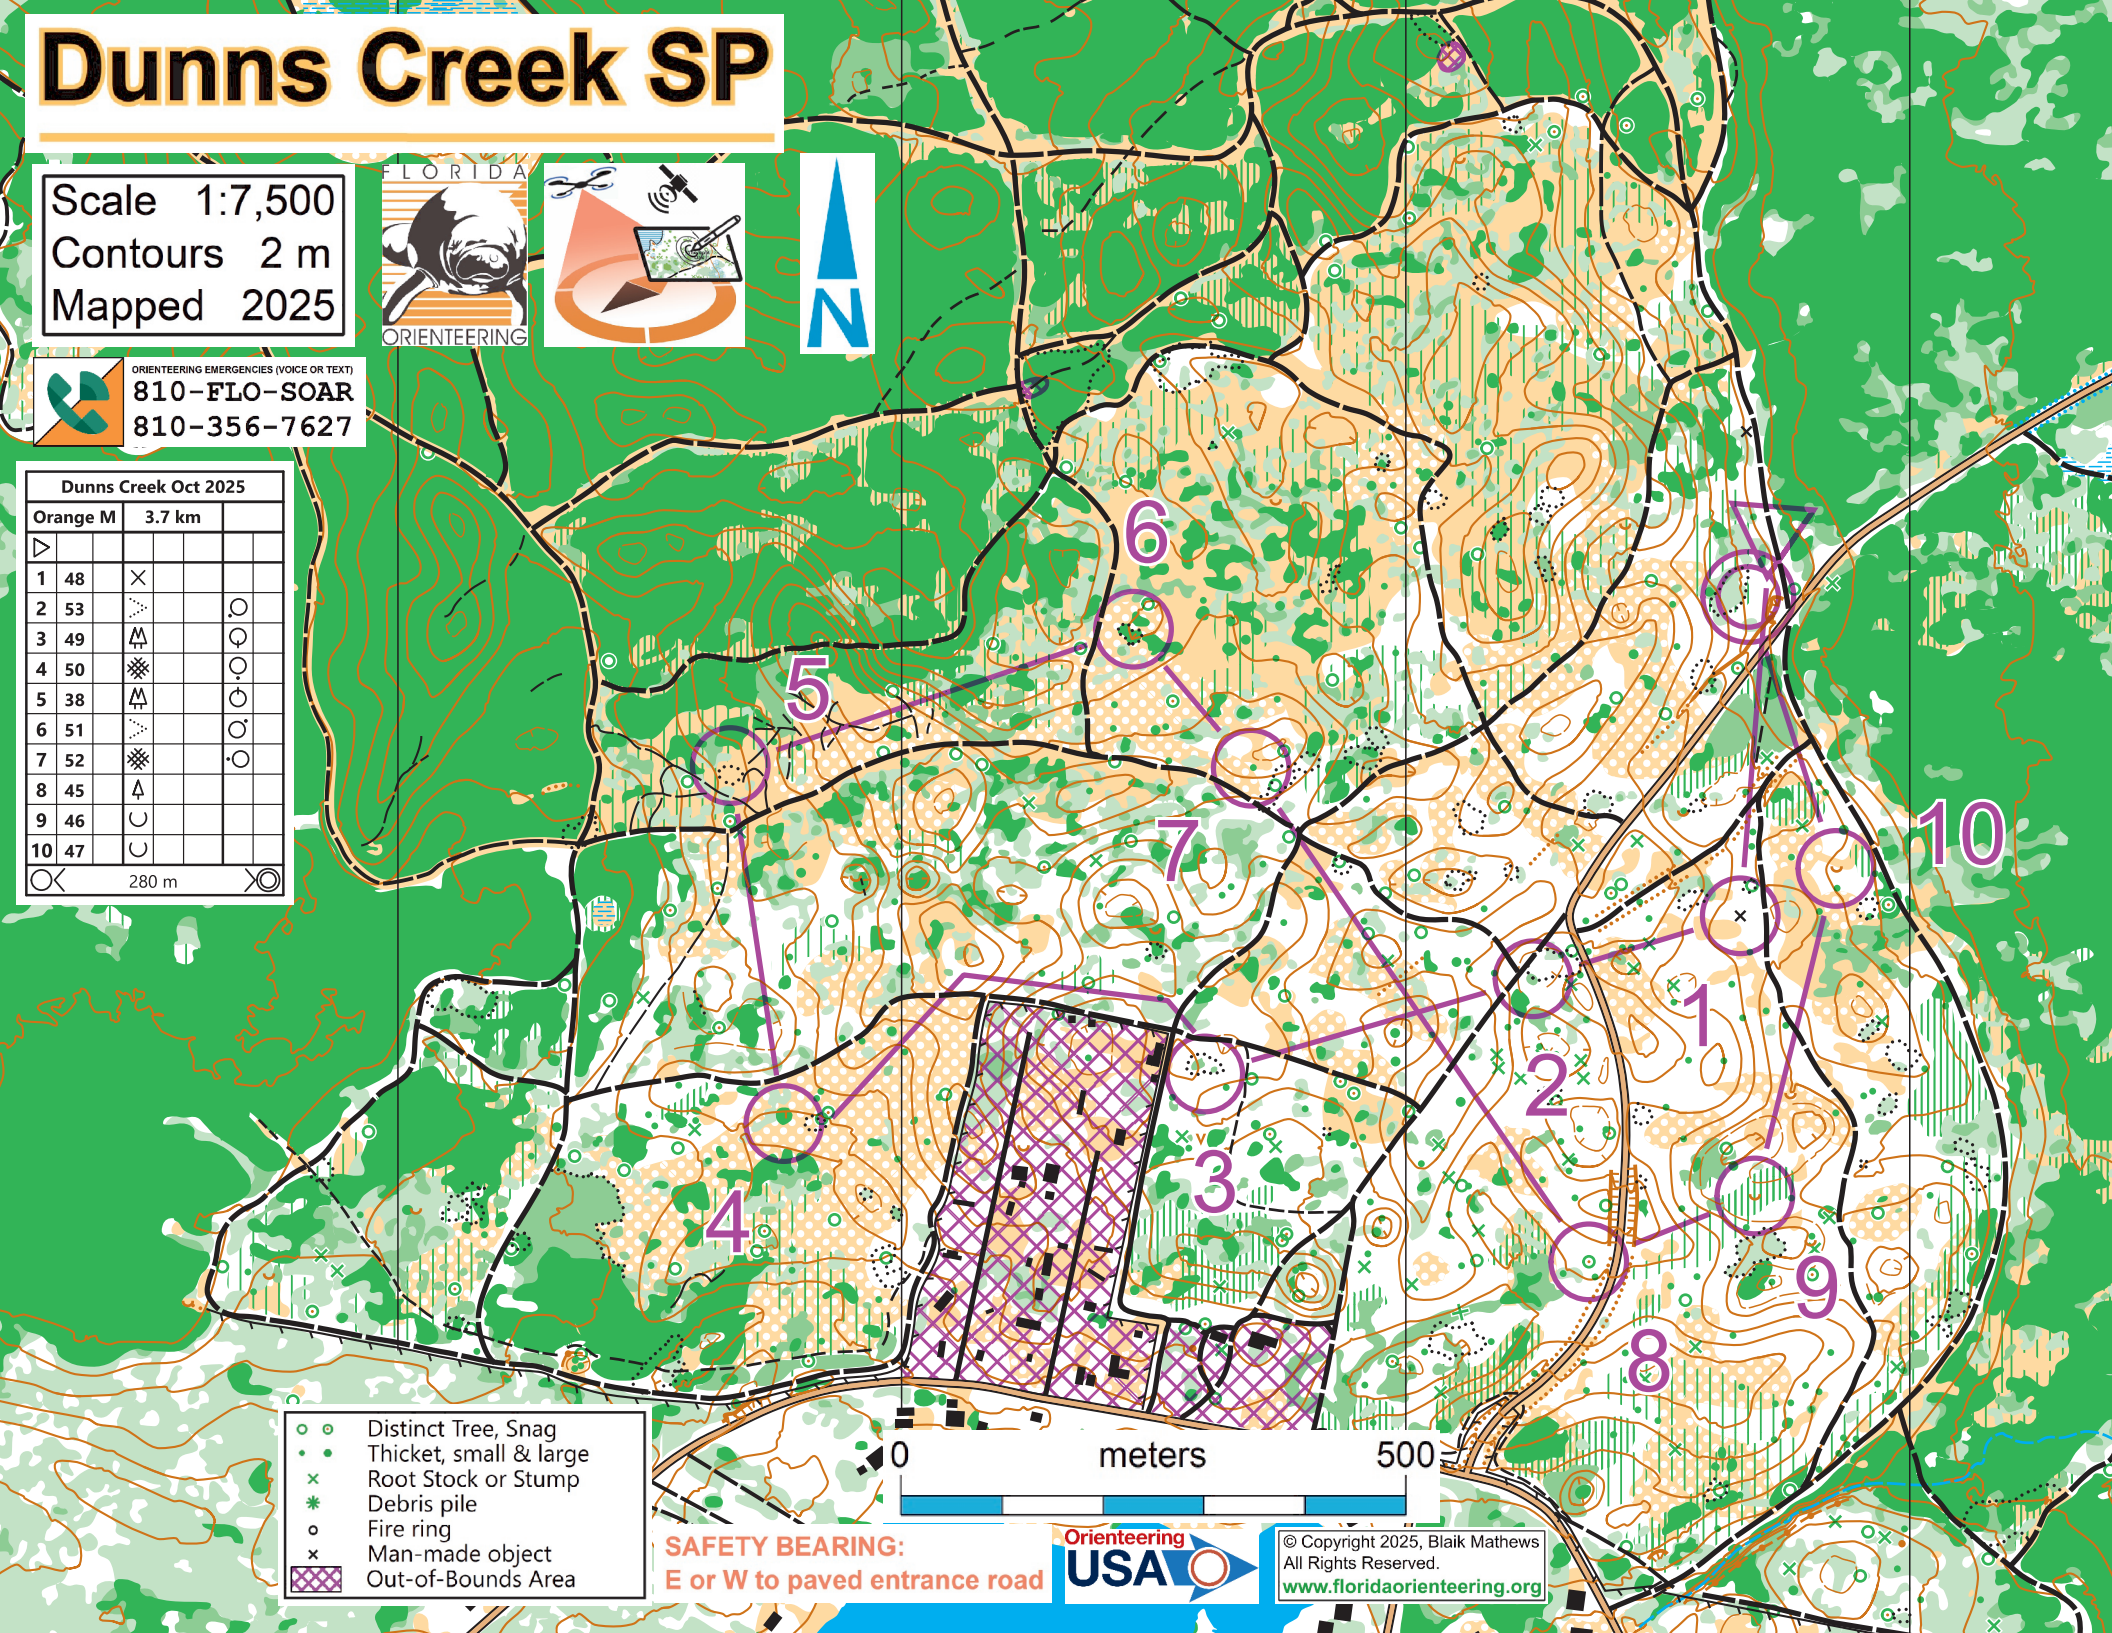 Dunns Creek SP
Scale 1:7,500
Contours 2 m
Mapped 2025
FLORIDA
ORIENTEERING
N
ORIENTEERING EMERGENCIES (VOICE OR TEXT)
810-FLO-SOAR
810-356-7627
Dunns Creek Oct 2025
Orange M 3.7 km
1 48
2 53
3 49
4 50
5 38
6 51
7 52
8 45
9 46
10 47
280 m
6
5
7
10
1
2
3
4
9
8
Distinct Tree, Snag
Thicket, small & large
Root Stock or Stump
Debris pile
Fire ring
Man-made object
Out-of-Bounds Area
0 meters 500
SAFETY BEARING:
E or W to paved entrance road
Orienteering
USA
© Copyright 2025, Blaik Mathews
All Rights Reserved.
www.floridaorienteering.org